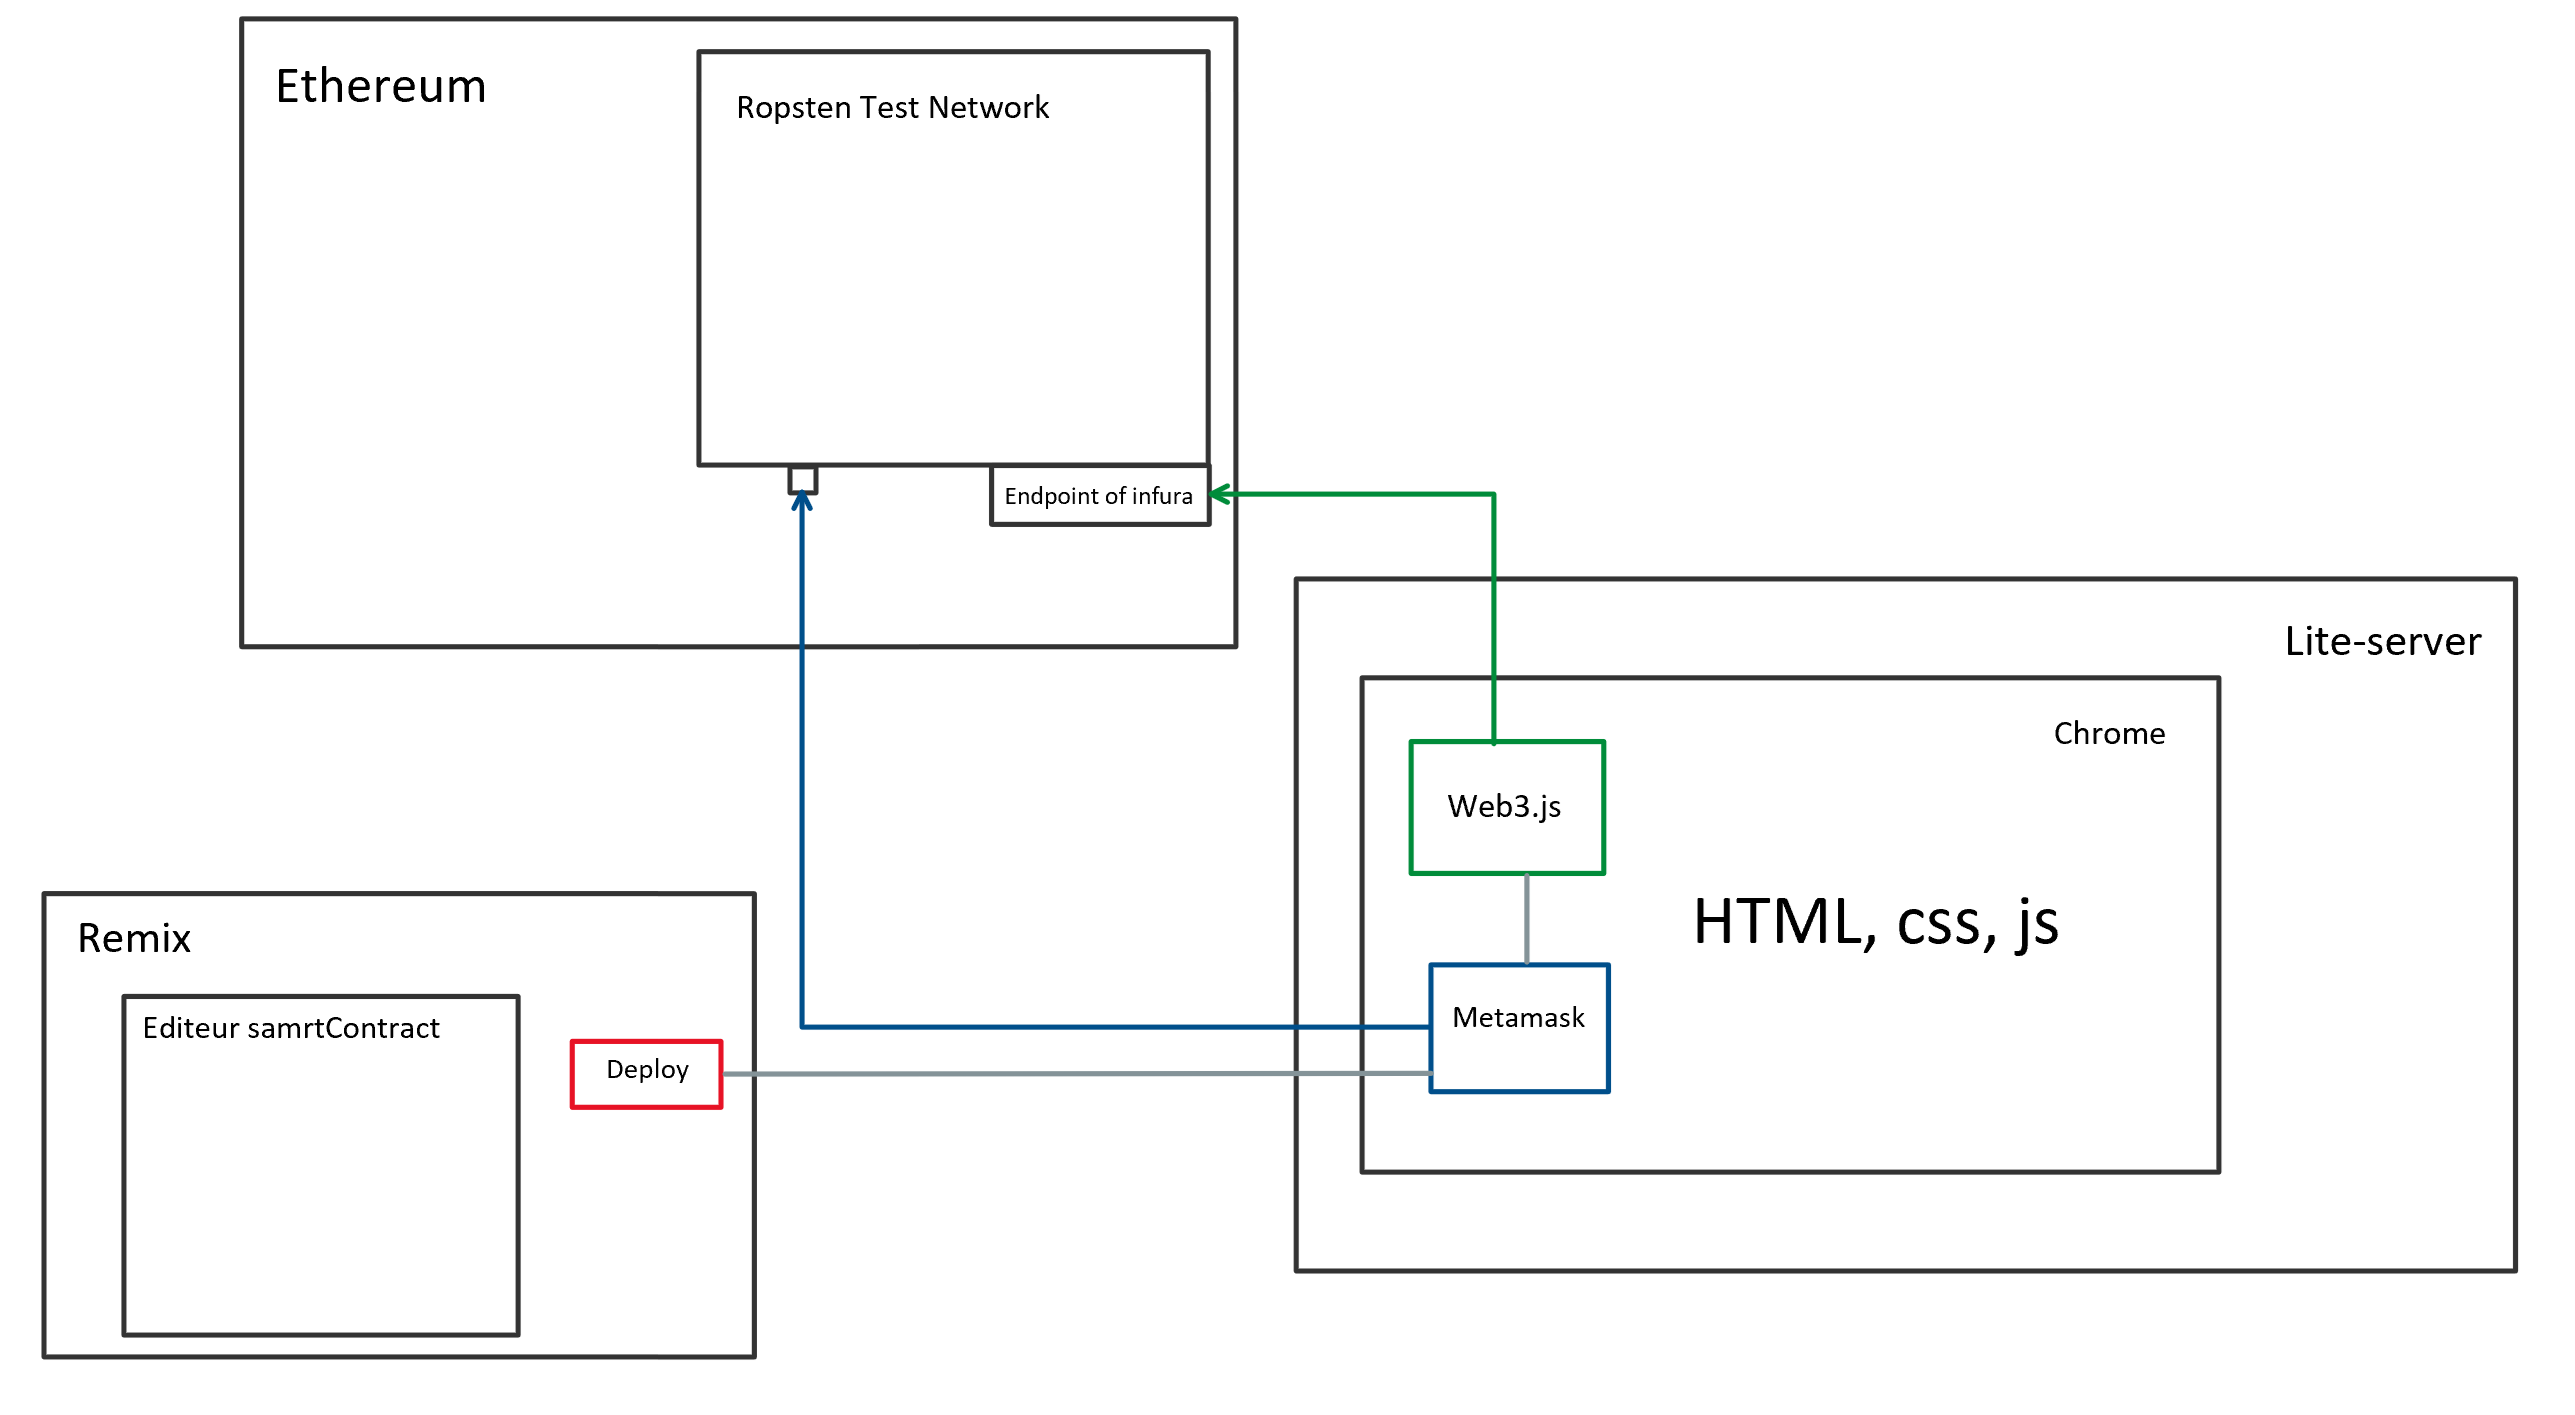 Ethereum
Ropsten Test Network
Endpoint of infura
Lite-server
Chrome
Web3.js
HTML, css, js
Metamask
Remix
Editeur samrtContract
Deploy